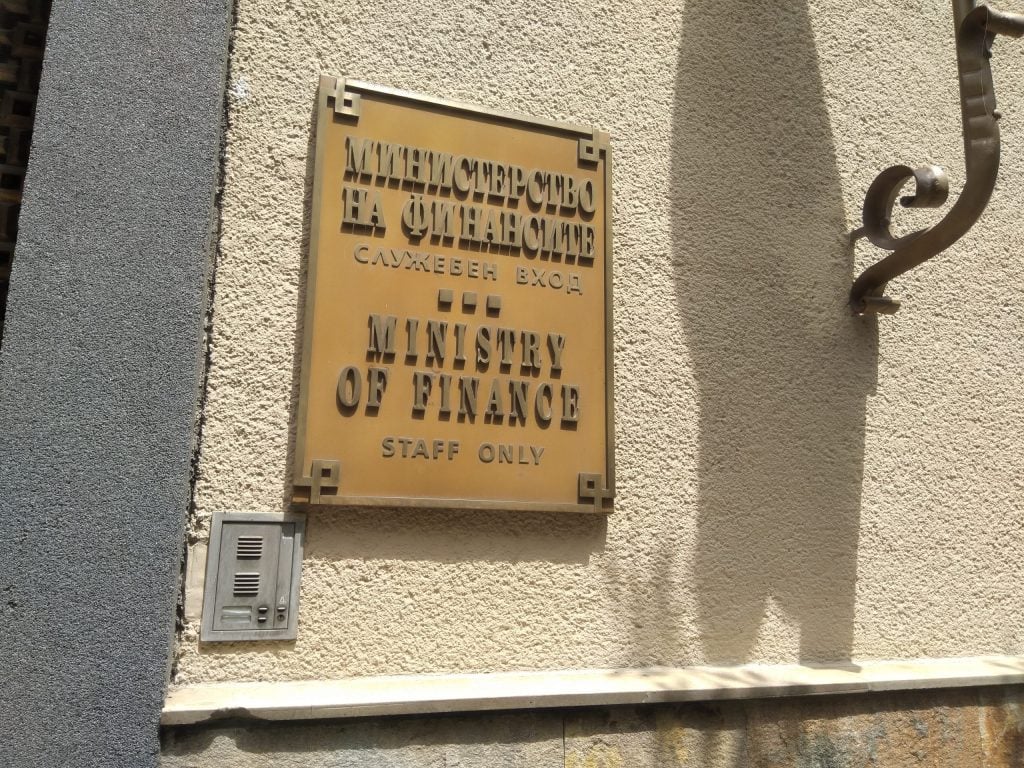 МИНИСТЕРСТВО
НА ФИНАНСИТЕ
СЛУЖЕБЕН ВХОД
MINISTRY
OF FINANCE
STAFF ONLY